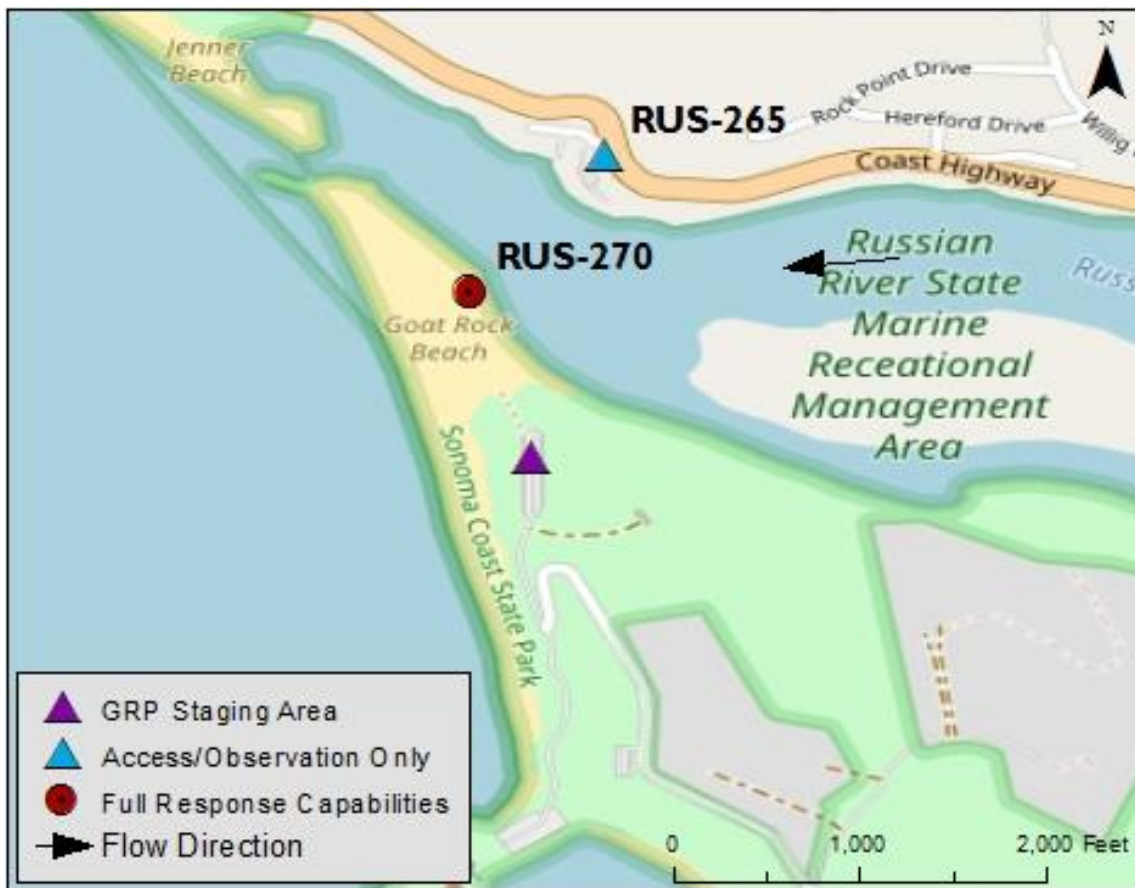 Jenner
Beach
N
Rock Point Drive
RUS-265
Hereford Drive
Willig
Coast Highway
RUS-270
Russian
River State
Marine
Receational
Management
Area
Russ
Goat Rock
Beach
Sonoma Coast State Park
GRP Staging Area
Access/Observation Only
Full Response Capabilities
Flow Direction
0 1,000 2,000 Feet